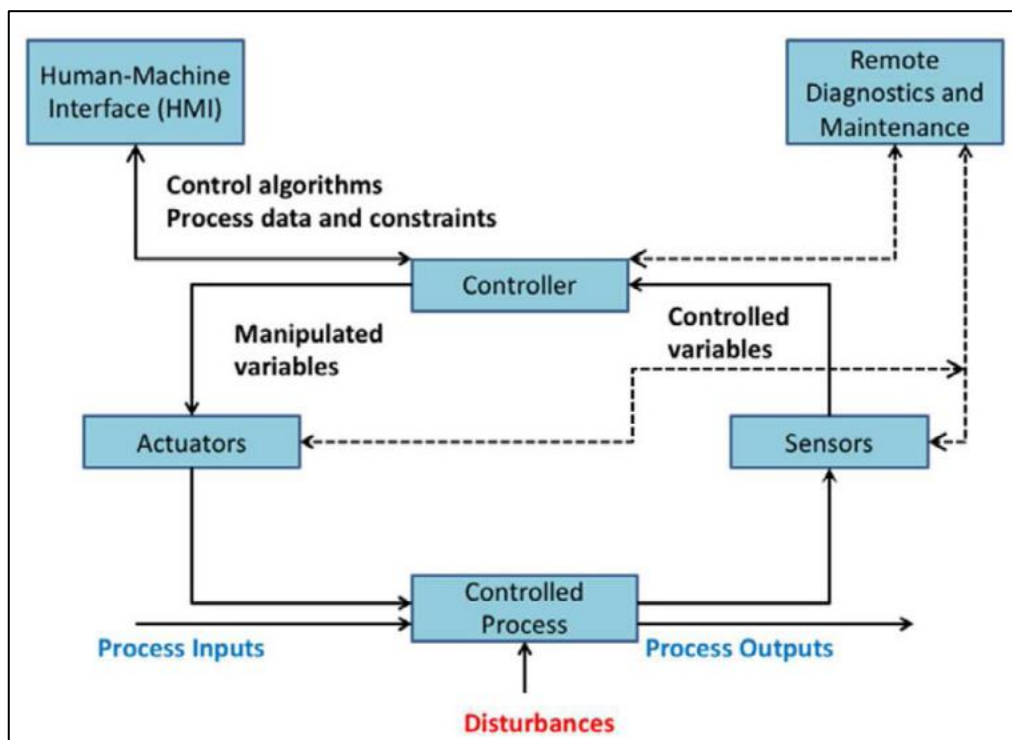 Human-Machine
Interface (HMI)
Remote
Diagnostics and
Maintenance
Control algorithms
Process data and constraints
Controller
Manipulated
variables
Controlled
variables
Actuators
Sensors
Controlled
Process
Process Inputs
Process Outputs
Disturbances